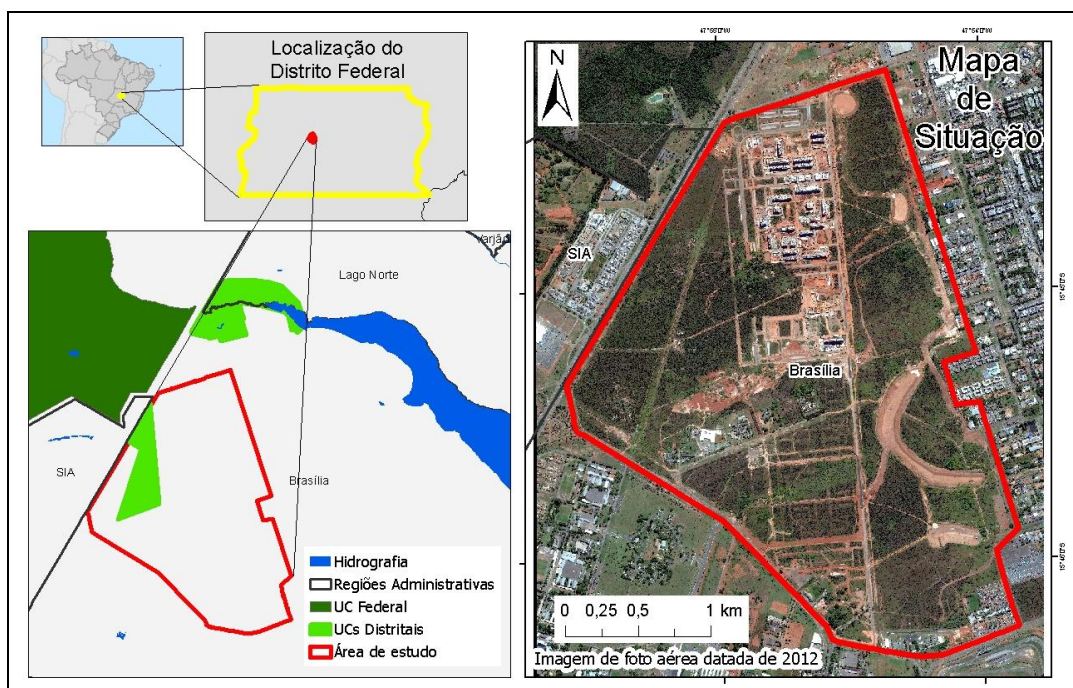 Localização do
Distrito Federal
Varjão
Lago Norte
SIA
Brasília
Hidrografia
Regiões Administrativas
UC Federal
UCs Distritais
Área de estudo
N
Mapa
de
Situação
SIA
Brasília
0 0,25 0,5 1 km
Imagem de foto aérea datada de 2012